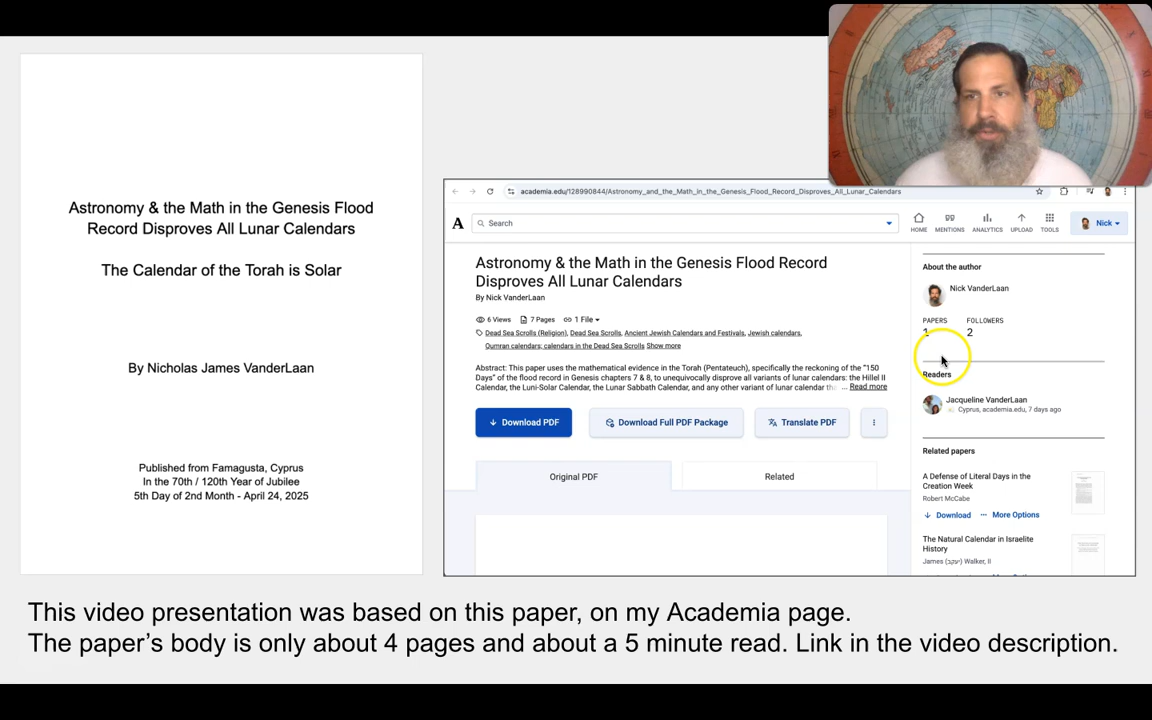 Astronomy & the Math in the Genesis Flood
Record Disproves All Lunar Calendars
The Calendar of the Torah is Solar
By Nicholas James VanderLaan
Published from Famagusta, Cyprus
In the 70th / 120th Year of Jubilee
5th Day of 2nd Month - April 24, 2025
academia.edu/128990844/Astronomy_and_the_Math_in_the_Genesis_Flood_Record_Disproves_All_Lunar_Calendars
A
Search
HOME
MENTIONS
ANALYTICS
UPLOAD
TOOLS
Nick
Astronomy & the Math in the Genesis Flood Record
Disproves All Lunar Calendars
By Nick VanderLaan
6 Views
7 Pages
1 File
Dead Sea Scrolls (Religion), Dead Sea Scrolls, Ancient Jewish Calendars and Festivals, Jewish calendars,
Qumran calendars; calendars in the Dead Sea Scrolls Show more
Abstract: This paper uses the mathematical evidence in the Torah (Pentateuch), specifically the reckoning of the "150
Days" of the flood record in Genesis chapters 7 & 8, to unequivocally disprove all variants of lunar calendars: the Hillel II
Calendar, the Luni-Solar Calendar, the Lunar Sabbath Calendar, and any other variant of lunar calendar ... Read more
Download PDF
Download Full PDF Package
Translate PDF
Original PDF
Related
About the author
Nick VanderLaan
PAPERS FOLLOWERS
1 2
Readers
Jacqueline VanderLaan
Cyprus, academia.edu, 7 days ago
Related papers
A Defense of Literal Days in the
Creation Week
Robert McCabe
Download ... More Options
The Natural Calendar in Israelite
History
James (יעקב) Walker, II
This video presentation was based on this paper, on my Academia page.
The paper's body is only about 4 pages and about a 5 minute read. Link in the video description.